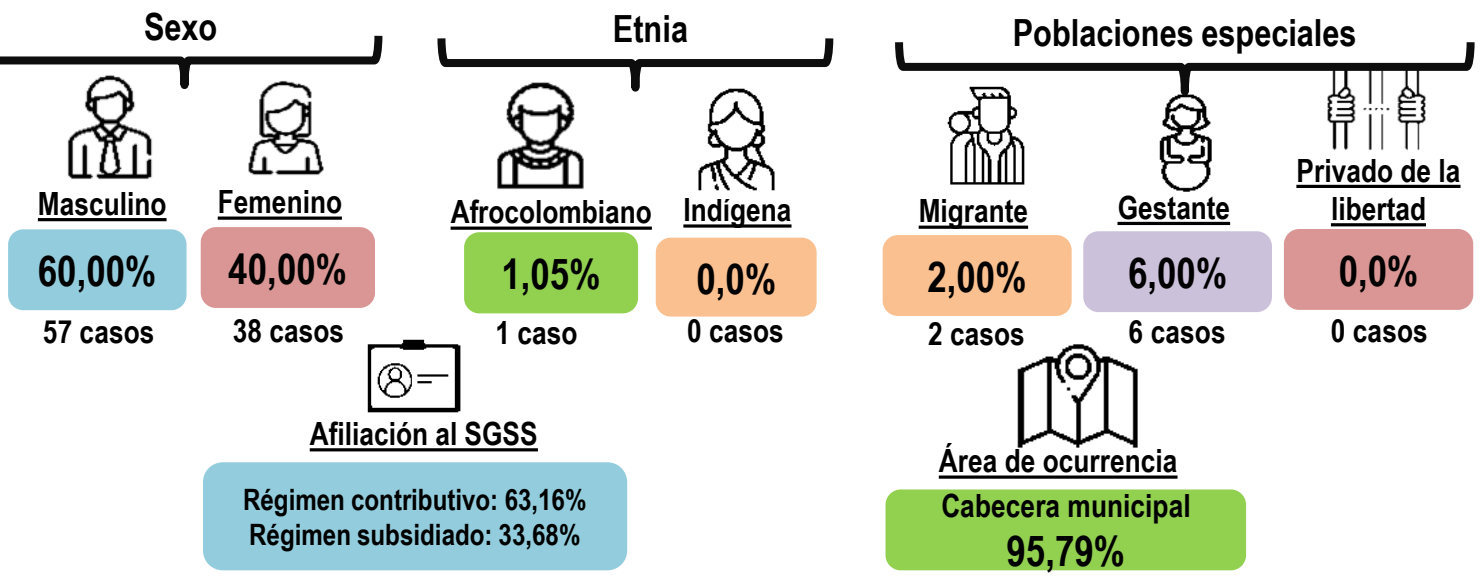 Sexo
Etnia
Poblaciones especiales
Masculino
Femenino
Afrocolombiano
Indígena
Migrante
Gestante
Privado de la
libertad
60,00%
40,00%
1,05%
0,0%
2,00%
6,00%
0,0%
57 casos
38 casos
1 caso
0 casos
2 casos
6 casos
0 casos
Afiliación al SGSS
Régimen contributivo: 63,16%
Régimen subsidiado: 33,68%
Área de ocurrencia
Cabecera municipal
95,79%